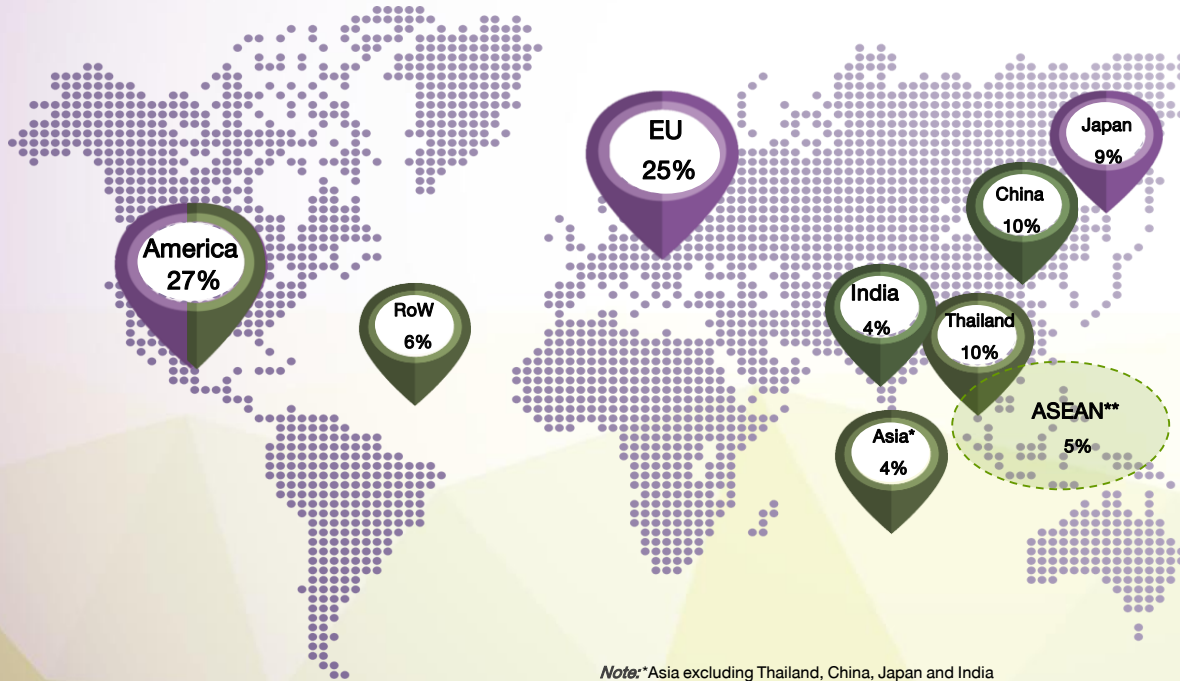 EU
25%
Japan
9%
China
10%
America
27%
India
4%
RoW
6%
Thailand
10%
ASEAN**
5%
Asia*
4%
Note:*Asia excluding Thailand, China, Japan and India